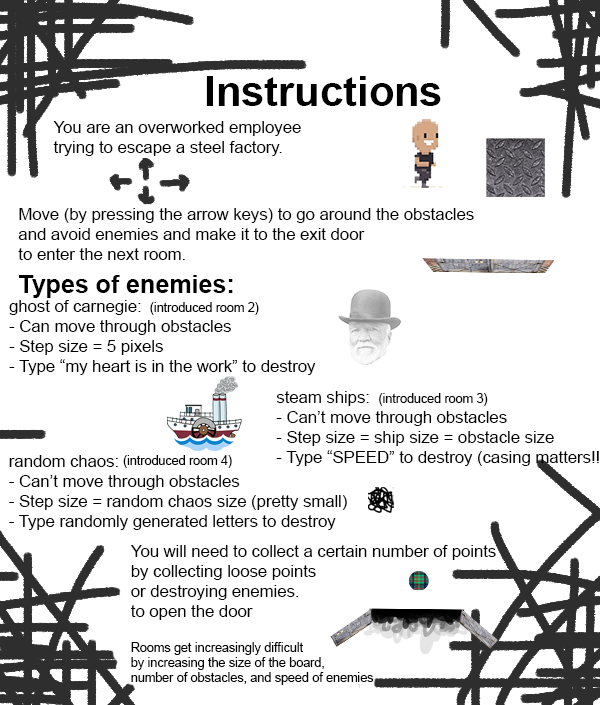 Instructions
You are an overworked employee
trying to escape a steel factory.
Move (by pressing the arrow keys) to go around the obstacles
and avoid enemies and make it to the exit door
to enter the next room.
Types of enemies:
ghost of carnegie: (introduced room 2)
- Can move through obstacles
- Step size = 5 pixels
- Type “my heart is in the work” to destroy
steam ships: (introduced room 3)
- Can’t move through obstacles
- Step size = ship size = obstacle size
- Type “SPEED” to destroy (casing matters!!
random chaos: (introduced room 4)
- Can’t move through obstacles
- Step size = random chaos size (pretty small)
- Type randomly generated letters to destroy
You will need to collect a certain number of points
by collecting loose points
or destroying enemies.
to open the door
Rooms get increasingly difficult
by increasing the size of the board,
number of obstacles, and speed of enemies